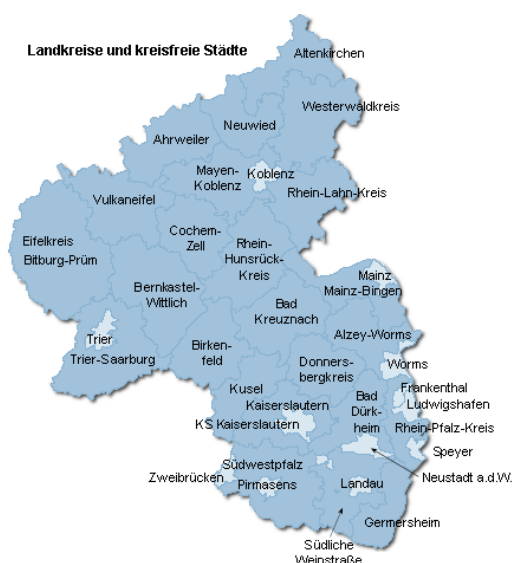 Landkreise und kreisfreie Städte
Altenkirchen
Westerwaldkreis
Neuwied
Ahrweiler
Mayen-
Koblenz
Koblenz
Rhein-Lahn-Kreis
Vulkaneifel
Cochem-
Zell
Rhein-
Hunsrück-
Kreis
Eifelkreis
Bitburg-Prüm
Bernkastel-
Wittlich
Mainz
Mainz-Bingen
Bad
Kreuznach
Alzey-Worms
Trier
Trier-Saarburg
Birken-
feld
Donners-
bergkreis
Worms
Kusel
Kaiserslautern
KS Kaiserslautern
Bad
Dürk-
heim
Frankenthal
Ludwigshafen
Rhein-Pfalz-Kreis
Speyer
Südwestpfalz
Zweibrücken
Pirmasens
Landau
Neustadt a.d.W.
Germersheim
Südliche
Weinstraße